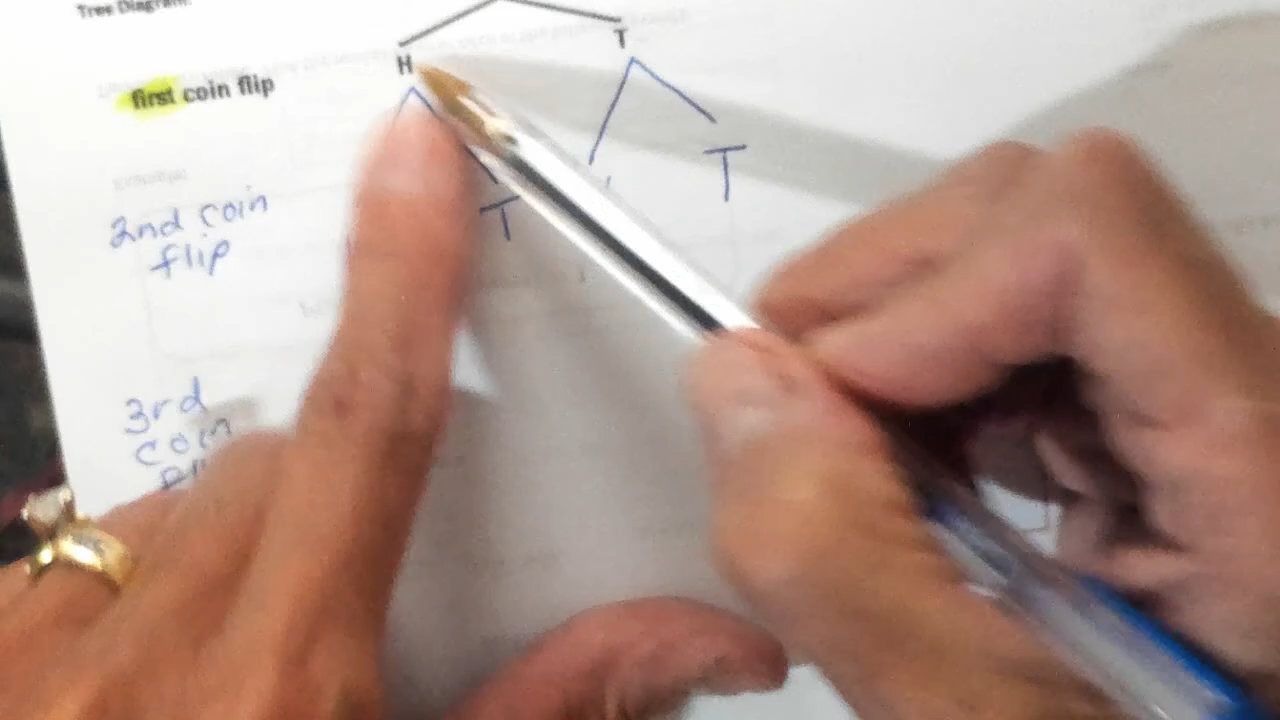 Tree Diagram:
T
H
first coin flip
T
2nd coin
flip
T
3rd
coin